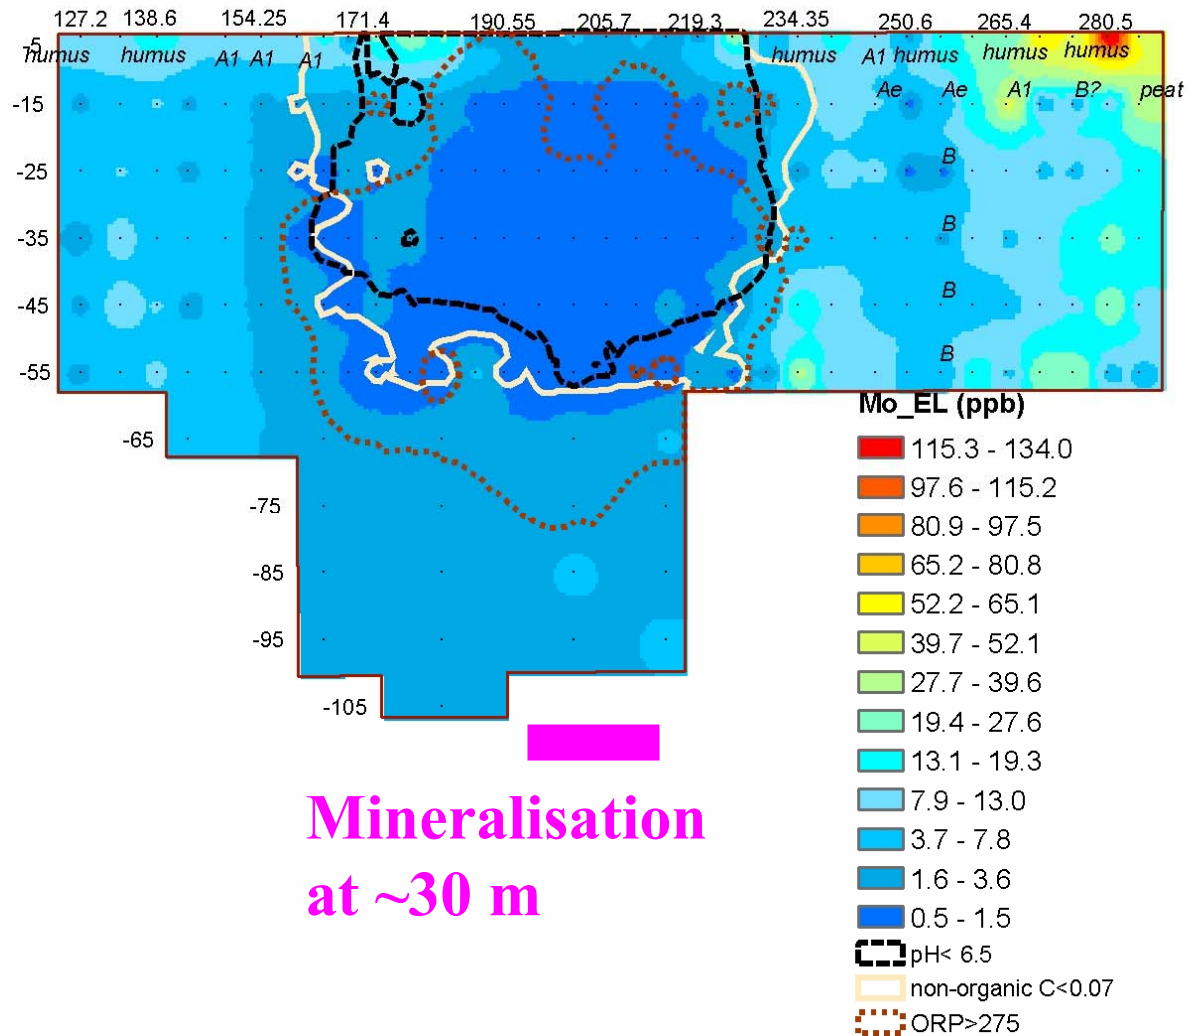 127.2 138.6 154.25 171.4 190.55 205.7 219.3 234.35 250.6 265.4 280.5
-5
humus humus A1 A1 A1 humus A1 humus humus humus
-15 Ae Ae A1 B? peat
-25 B
-35 B
-45 B
-55 B
-65
-75
-85
-95
-105
Mineralisation
at ~30 m
Mo_EL (ppb)
115.3 - 134.0
97.6 - 115.2
80.9 - 97.5
65.2 - 80.8
52.2 - 65.1
39.7 - 52.1
27.7 - 39.6
19.4 - 27.6
13.1 - 19.3
7.9 - 13.0
3.7 - 7.8
1.6 - 3.6
0.5 - 1.5
pH< 6.5
non-organic C<0.07
ORP>275